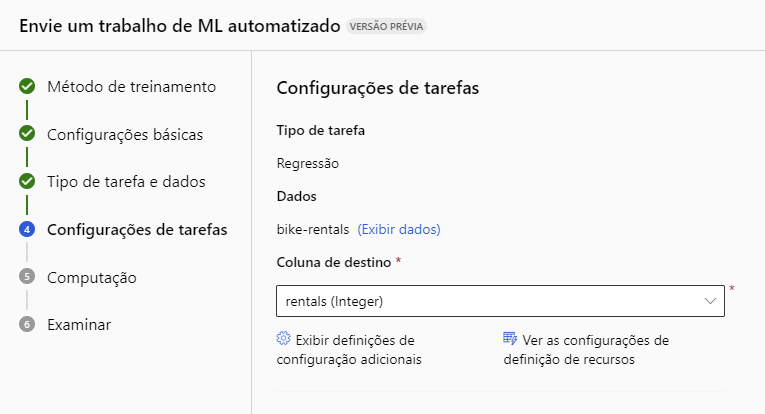 Envie um trabalho de ML automatizado VERSÃO PRÉVIA
Método de treinamento
Configurações básicas
Tipo de tarefa e dados
4 Configurações de tarefas
5 Computação
6 Examinar
Configurações de tarefas
Tipo de tarefa
Regressão
Dados
bike-rentals (Exibir dados)
Coluna de destino *
rentals (Integer) *
Exibir definições de
configuração adicionais
Ver as configurações de
definição de recursos